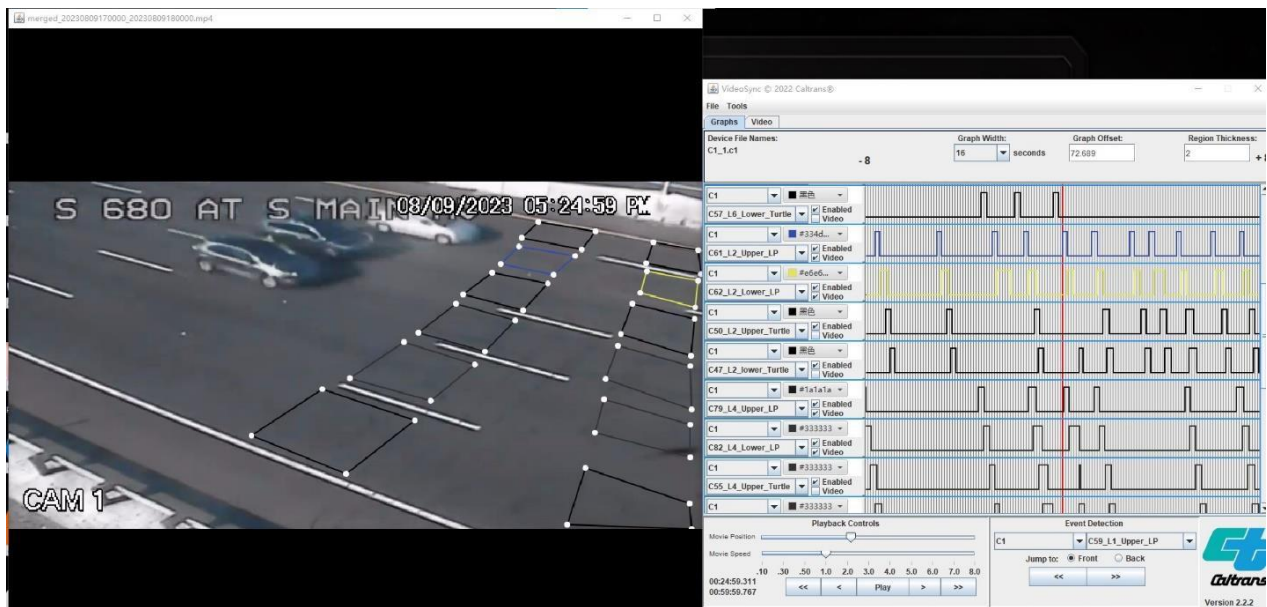 merged_20230809170000_20230809180000.mp4
S 680 AT S MAIN
08/09/2023 05:24:59 PM
CAM 1
VideoSync © 2022 Caltrans®
File Tools
Graphs Video
Device File Names:
C1_1.c1
- 8
Graph Width:
16 seconds
Graph Offset:
72.689
Region Thickness:
2
+ 8
C1 黑色
C57_L6_Lower_Turtle Enabled
Video
C1 #334d...
C61_L2_Upper_LP Enabled
Video
C1 #e6e6...
C62_L2_Lower_LP Enabled
Video
C1 黑色
C50_L2_Upper_Turtle Enabled
Video
C1 黑色
C47_L2_lower_Turtle Enabled
Video
C1 #1a1a1a
C79_L4_Upper_LP Enabled
Video
C1 #333333
C82_L4_Lower_LP Enabled
Video
C1 #333333
C55_L4_Upper_Turtle Enabled
Video
C1 #333333
Playback Controls
Movie Position
Movie Speed
.10 .30 .50 1.0 2.0 3.0 4.0 5.0 6.0 7.0 8.0
00:24:59.311
00:59:59.767
<< < Play > >>
Event Detection
C1 C59_L1_Upper_LP
Jump to: Front Back
<< >>
Caltrans
Version 2.2.2